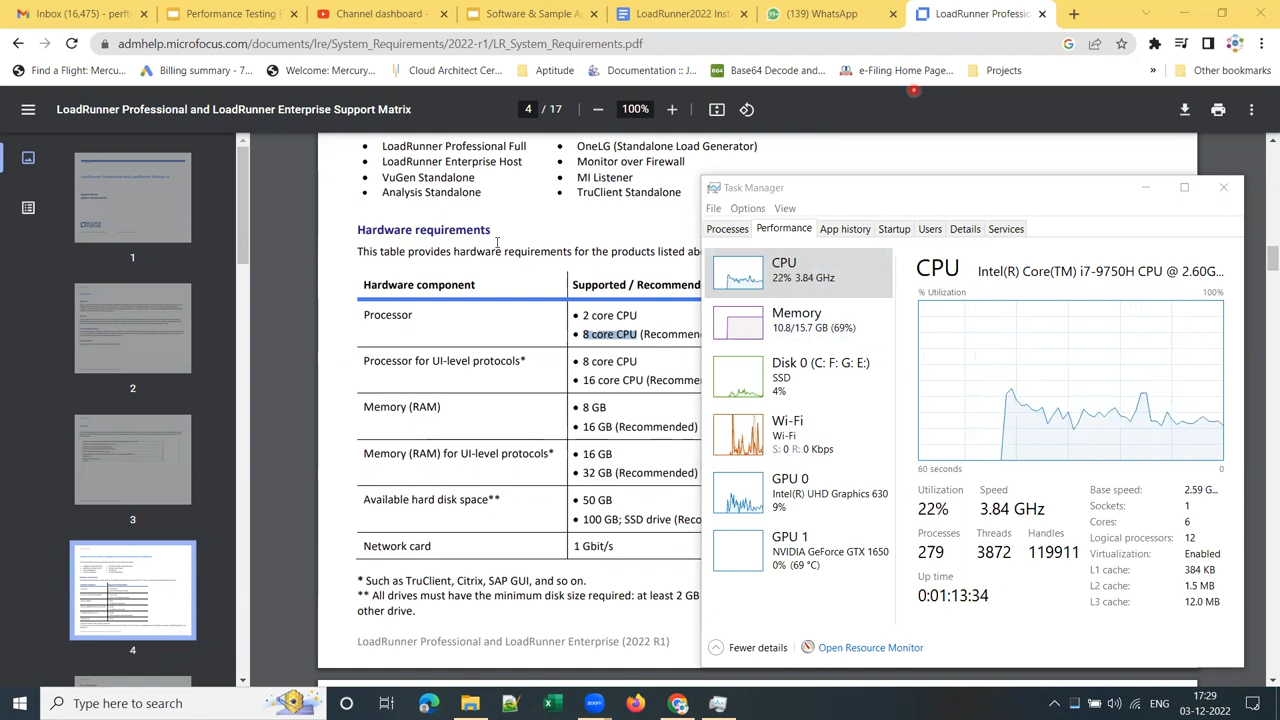 Inbox (16,475) - perfo
Performance Testing F
Channel dashboard -
Software & Sample Ap
LoadRunner2022 Inst
(139) WhatsApp
LoadRunner Professio
admhelp.microfocus.com/documents/lre/System_Requirements/2022-r1/LR_System_Requirements.pdf
Find a Flight: Mercu...
Billing summary - 7...
Welcome: Mercury...
Cloud Architect Cer...
Aptitude
Documentation :: J...
Base64 Decode and...
e-Filing Home Page...
Projects
»
Other bookmarks
LoadRunner Professional and LoadRunner Enterprise Support Matrix
4 / 17
100%
• LoadRunner Professional Full
• OneLG (Standalone Load Generator)
• LoadRunner Enterprise Host
• Monitor over Firewall
• VuGen Standalone
• MI Listener
• Analysis Standalone
• TruClient Standalone
1
2
3
4
Hardware requirements
This table provides hardware requirements for the products listed abo
Hardware component
Supported / Recommend
Processor
• 2 core CPU
• 8 core CPU (Recommen
Processor for UI-level protocols*
• 8 core CPU
• 16 core CPU (Recomme
Memory (RAM)
• 8 GB
• 16 GB (Recommended)
Memory (RAM) for UI-level protocols*
• 16 GB
• 32 GB (Recommended)
Available hard disk space**
• 50 GB
• 100 GB; SSD drive (Reco
Network card
1 Gbit/s
* Such as TruClient, Citrix, SAP GUI, and so on.
** All drives must have the minimum disk size required: at least 2 GB
other drive.
LoadRunner Professional and LoadRunner Enterprise (2022 R1)
Task Manager
File Options View
Processes Performance App history Startup Users Details Services
CPU
22% 3.84 GHz
Memory
10.8/15.7 GB (69%)
Disk 0 (C: F: G: E:)
SSD
4%
Wi-Fi
Wi-Fi
S: 0 R: 0 Kbps
GPU 0
Intel(R) UHD Graphics 630
9%
GPU 1
NVIDIA GeForce GTX 1650
0% (69 °C)
CPU Intel(R) Core(TM) i7-9750H CPU @ 2.60G...
% Utilization 100%
60 seconds 0
Utilization Speed
22% 3.84 GHz
Processes Threads Handles
279 3872 119911
Up time
0:01:13:34
Base speed: 2.59 G...
Sockets: 1
Cores: 6
Logical processors: 12
Virtualization: Enabled
L1 cache: 384 KB
L2 cache: 1.5 MB
L3 cache: 12.0 MB
Fewer details
Open Resource Monitor
Type here to search
ENG
17:29
03-12-2022